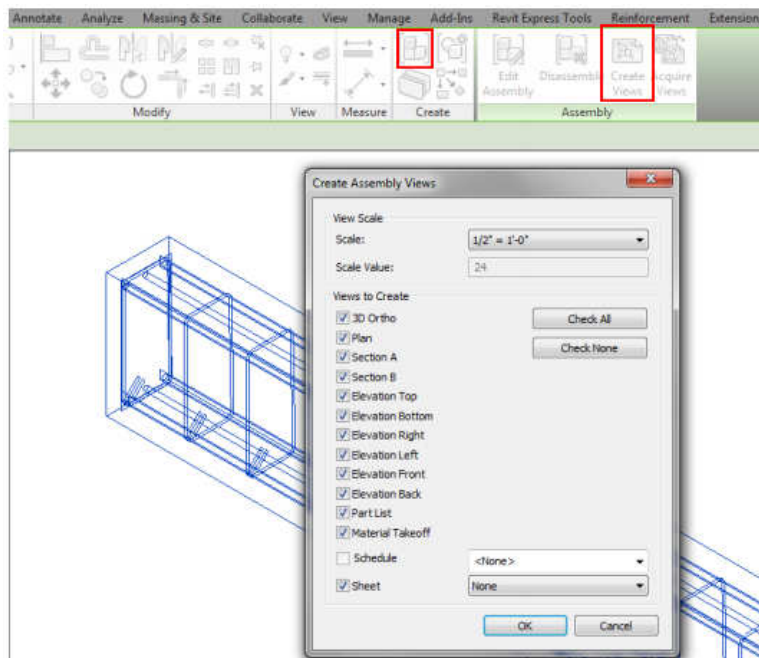 Annotate Analyze Massing & Site Collaborate View Manage Add-Ins Revit Express Tools Reinforcement Extension
Edit Assembly
Disassemble
Create Views
Acquire Views
Modify View Measure Create Assembly
Create Assembly Views
View Scale
Scale: 1/2" = 1'-0"
Scale Value: 24
Views to Create
3D Ortho Check All
Plan
Section A Check None
Section B
Elevation Top
Elevation Bottom
Elevation Right
Elevation Left
Elevation Front
Elevation Back
Part List
Material Takeoff
Schedule <None>
Sheet None
OK Cancel